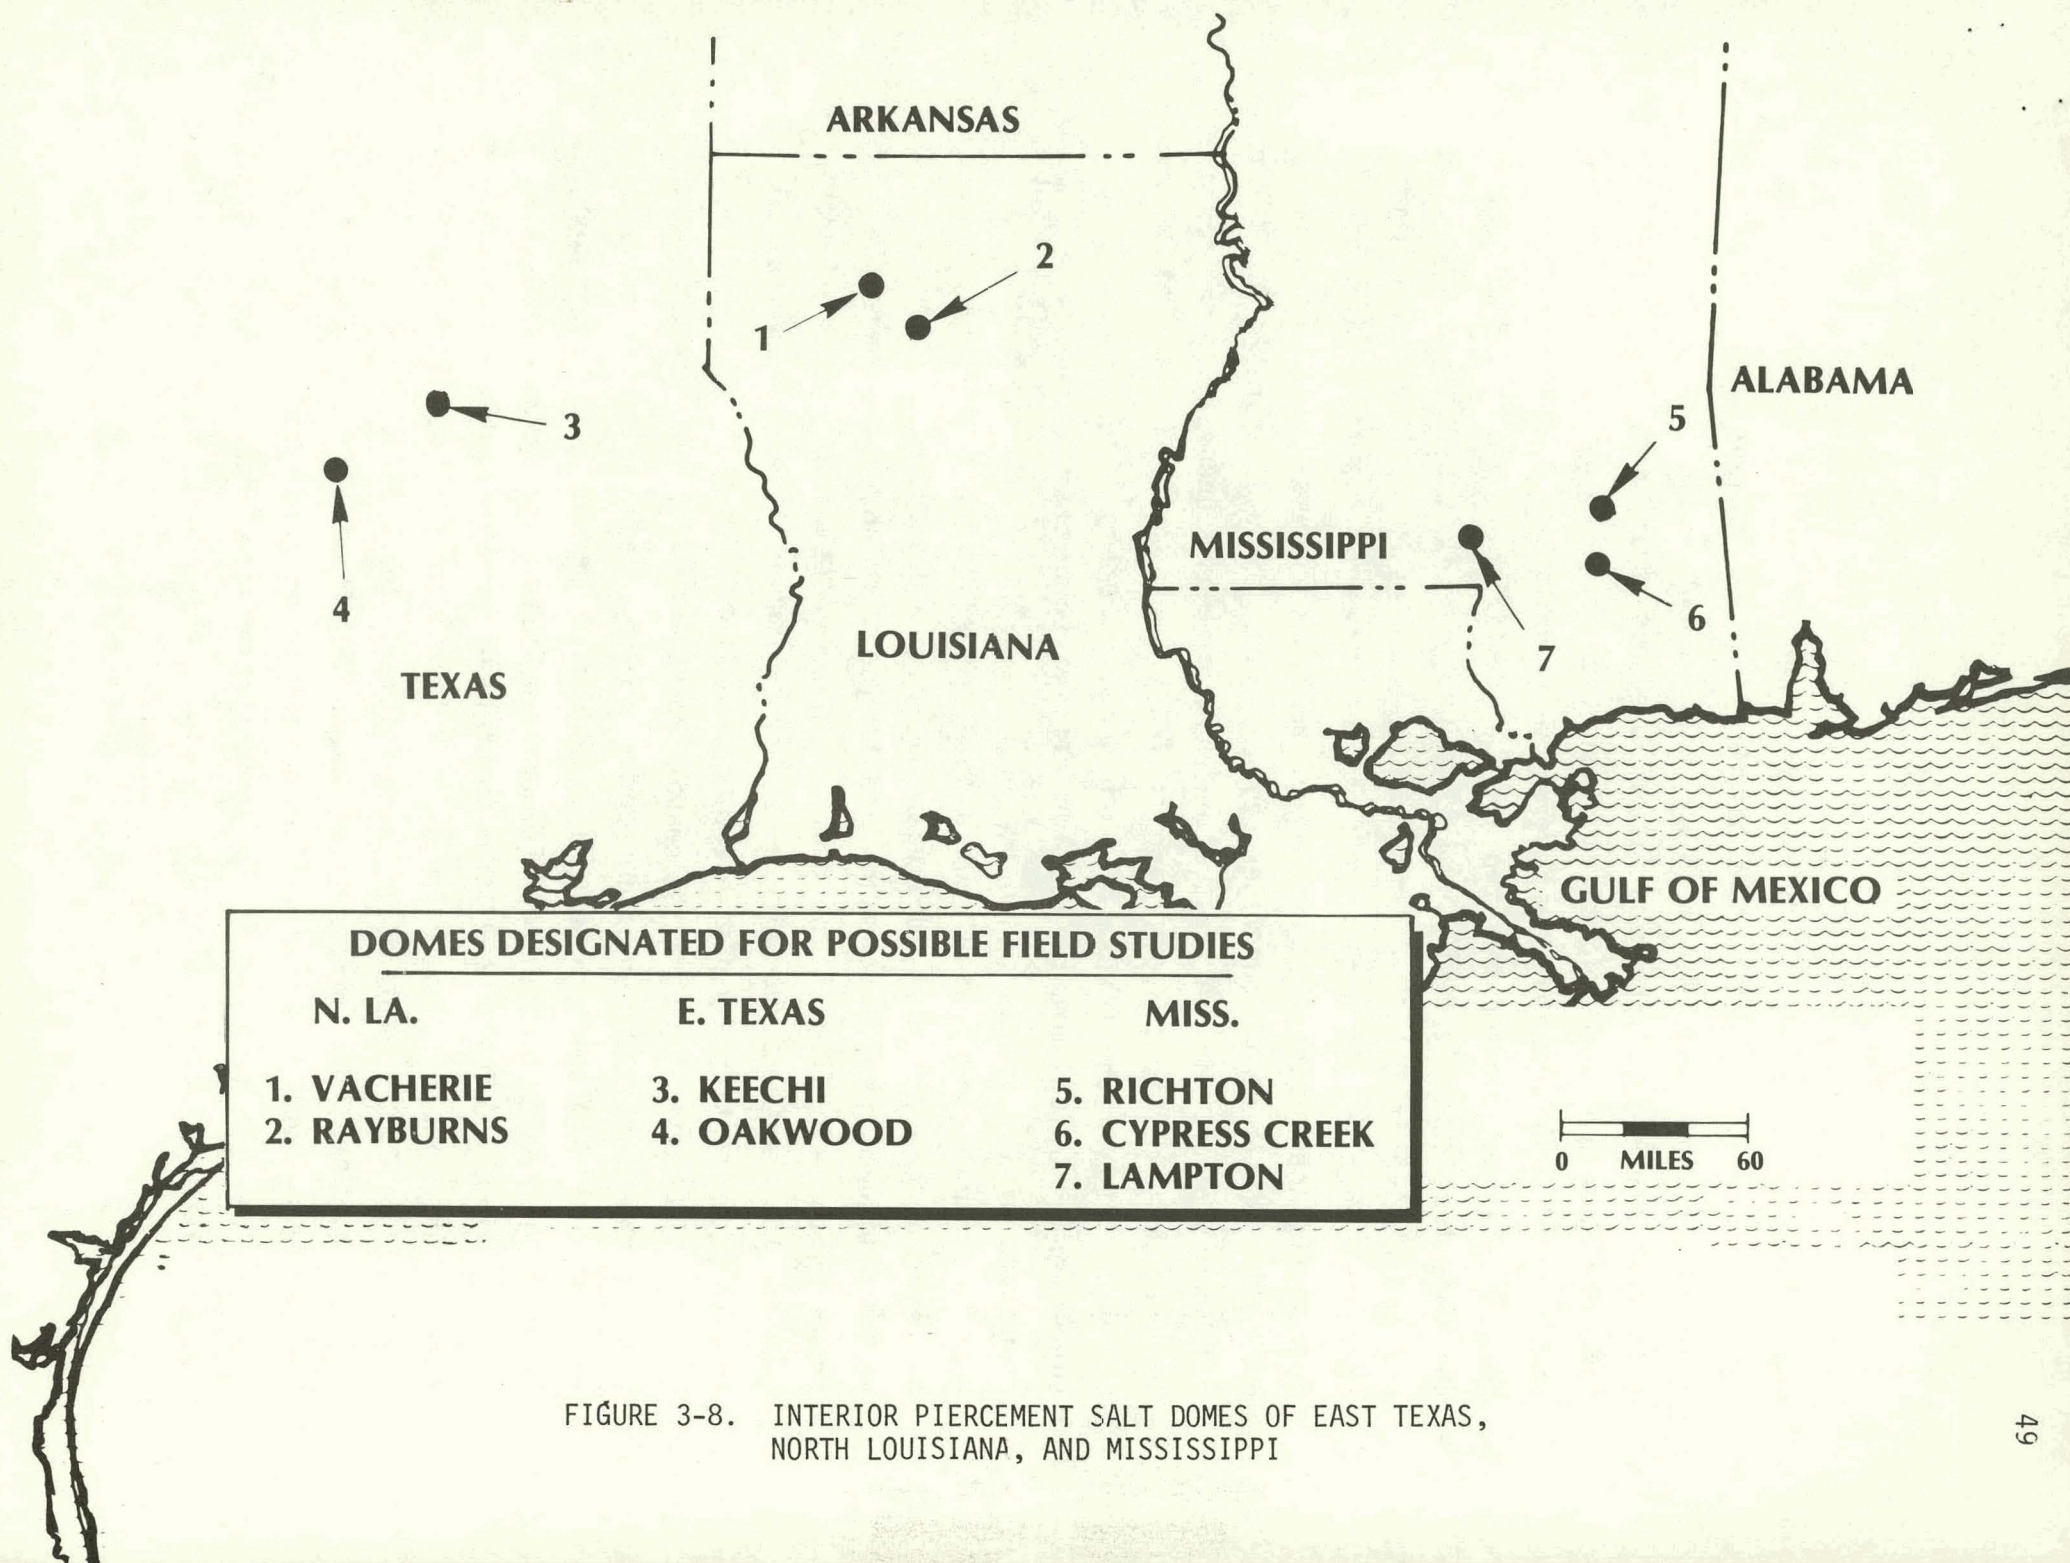 ARKANSAS
2
1
ALABAMA
3
5
MISSISSIPPI
4
6
LOUISIANA
7
TEXAS
GULF OF MEXICO
DOMES DESIGNATED FOR POSSIBLE FIELD STUDIES
N. LA.
1. VACHERIE
2. RAYBURNS
E. TEXAS
3. KEECHI
4. OAKWOOD
MISS.
5. RICHTON
6. CYPRESS CREEK
7. LAMPTON
0 MILES 60
FIGURE 3-8. INTERIOR PIERCEMENT SALT DOMES OF EAST TEXAS,
NORTH LOUISIANA, AND MISSISSIPPI
49